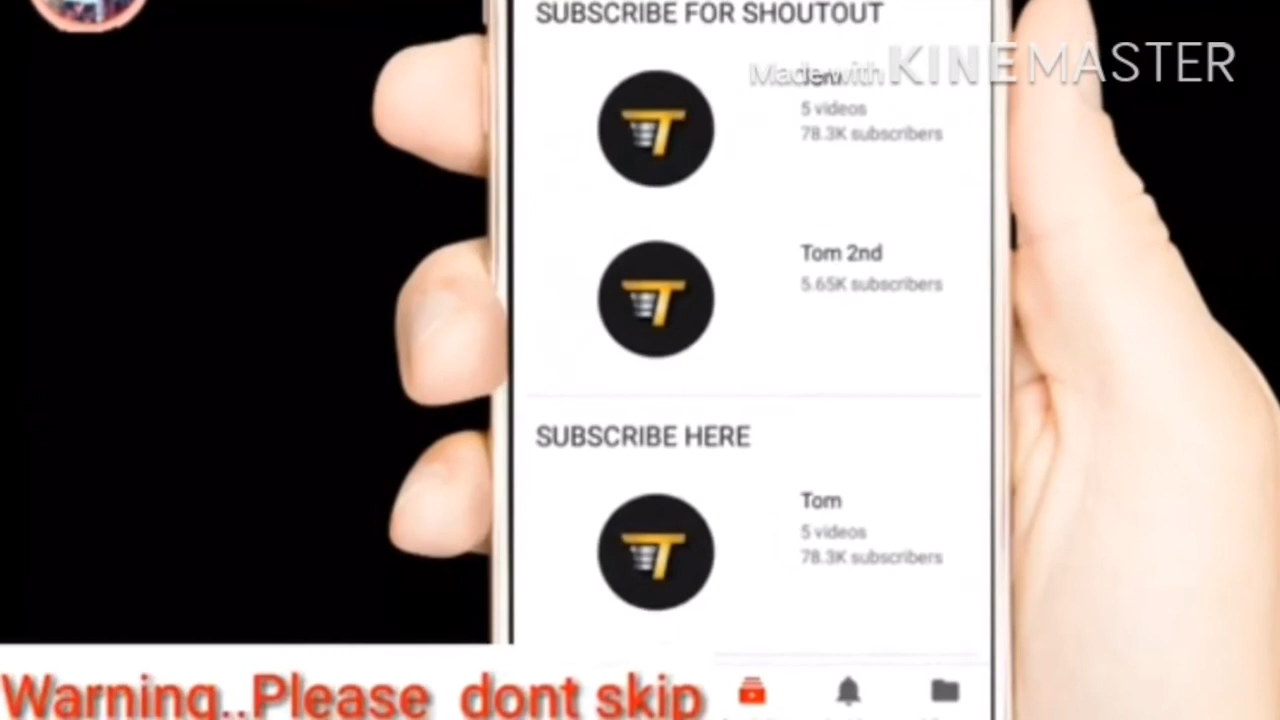 SUBSCRIBE FOR SHOUTOUT
Made with KINEMASTER
5 videos
78.3K subscribers
Tom 2nd
5.65K subscribers
SUBSCRIBE HERE
Tom
5 videos
78.3K subscribers
Warning..Please dont skip